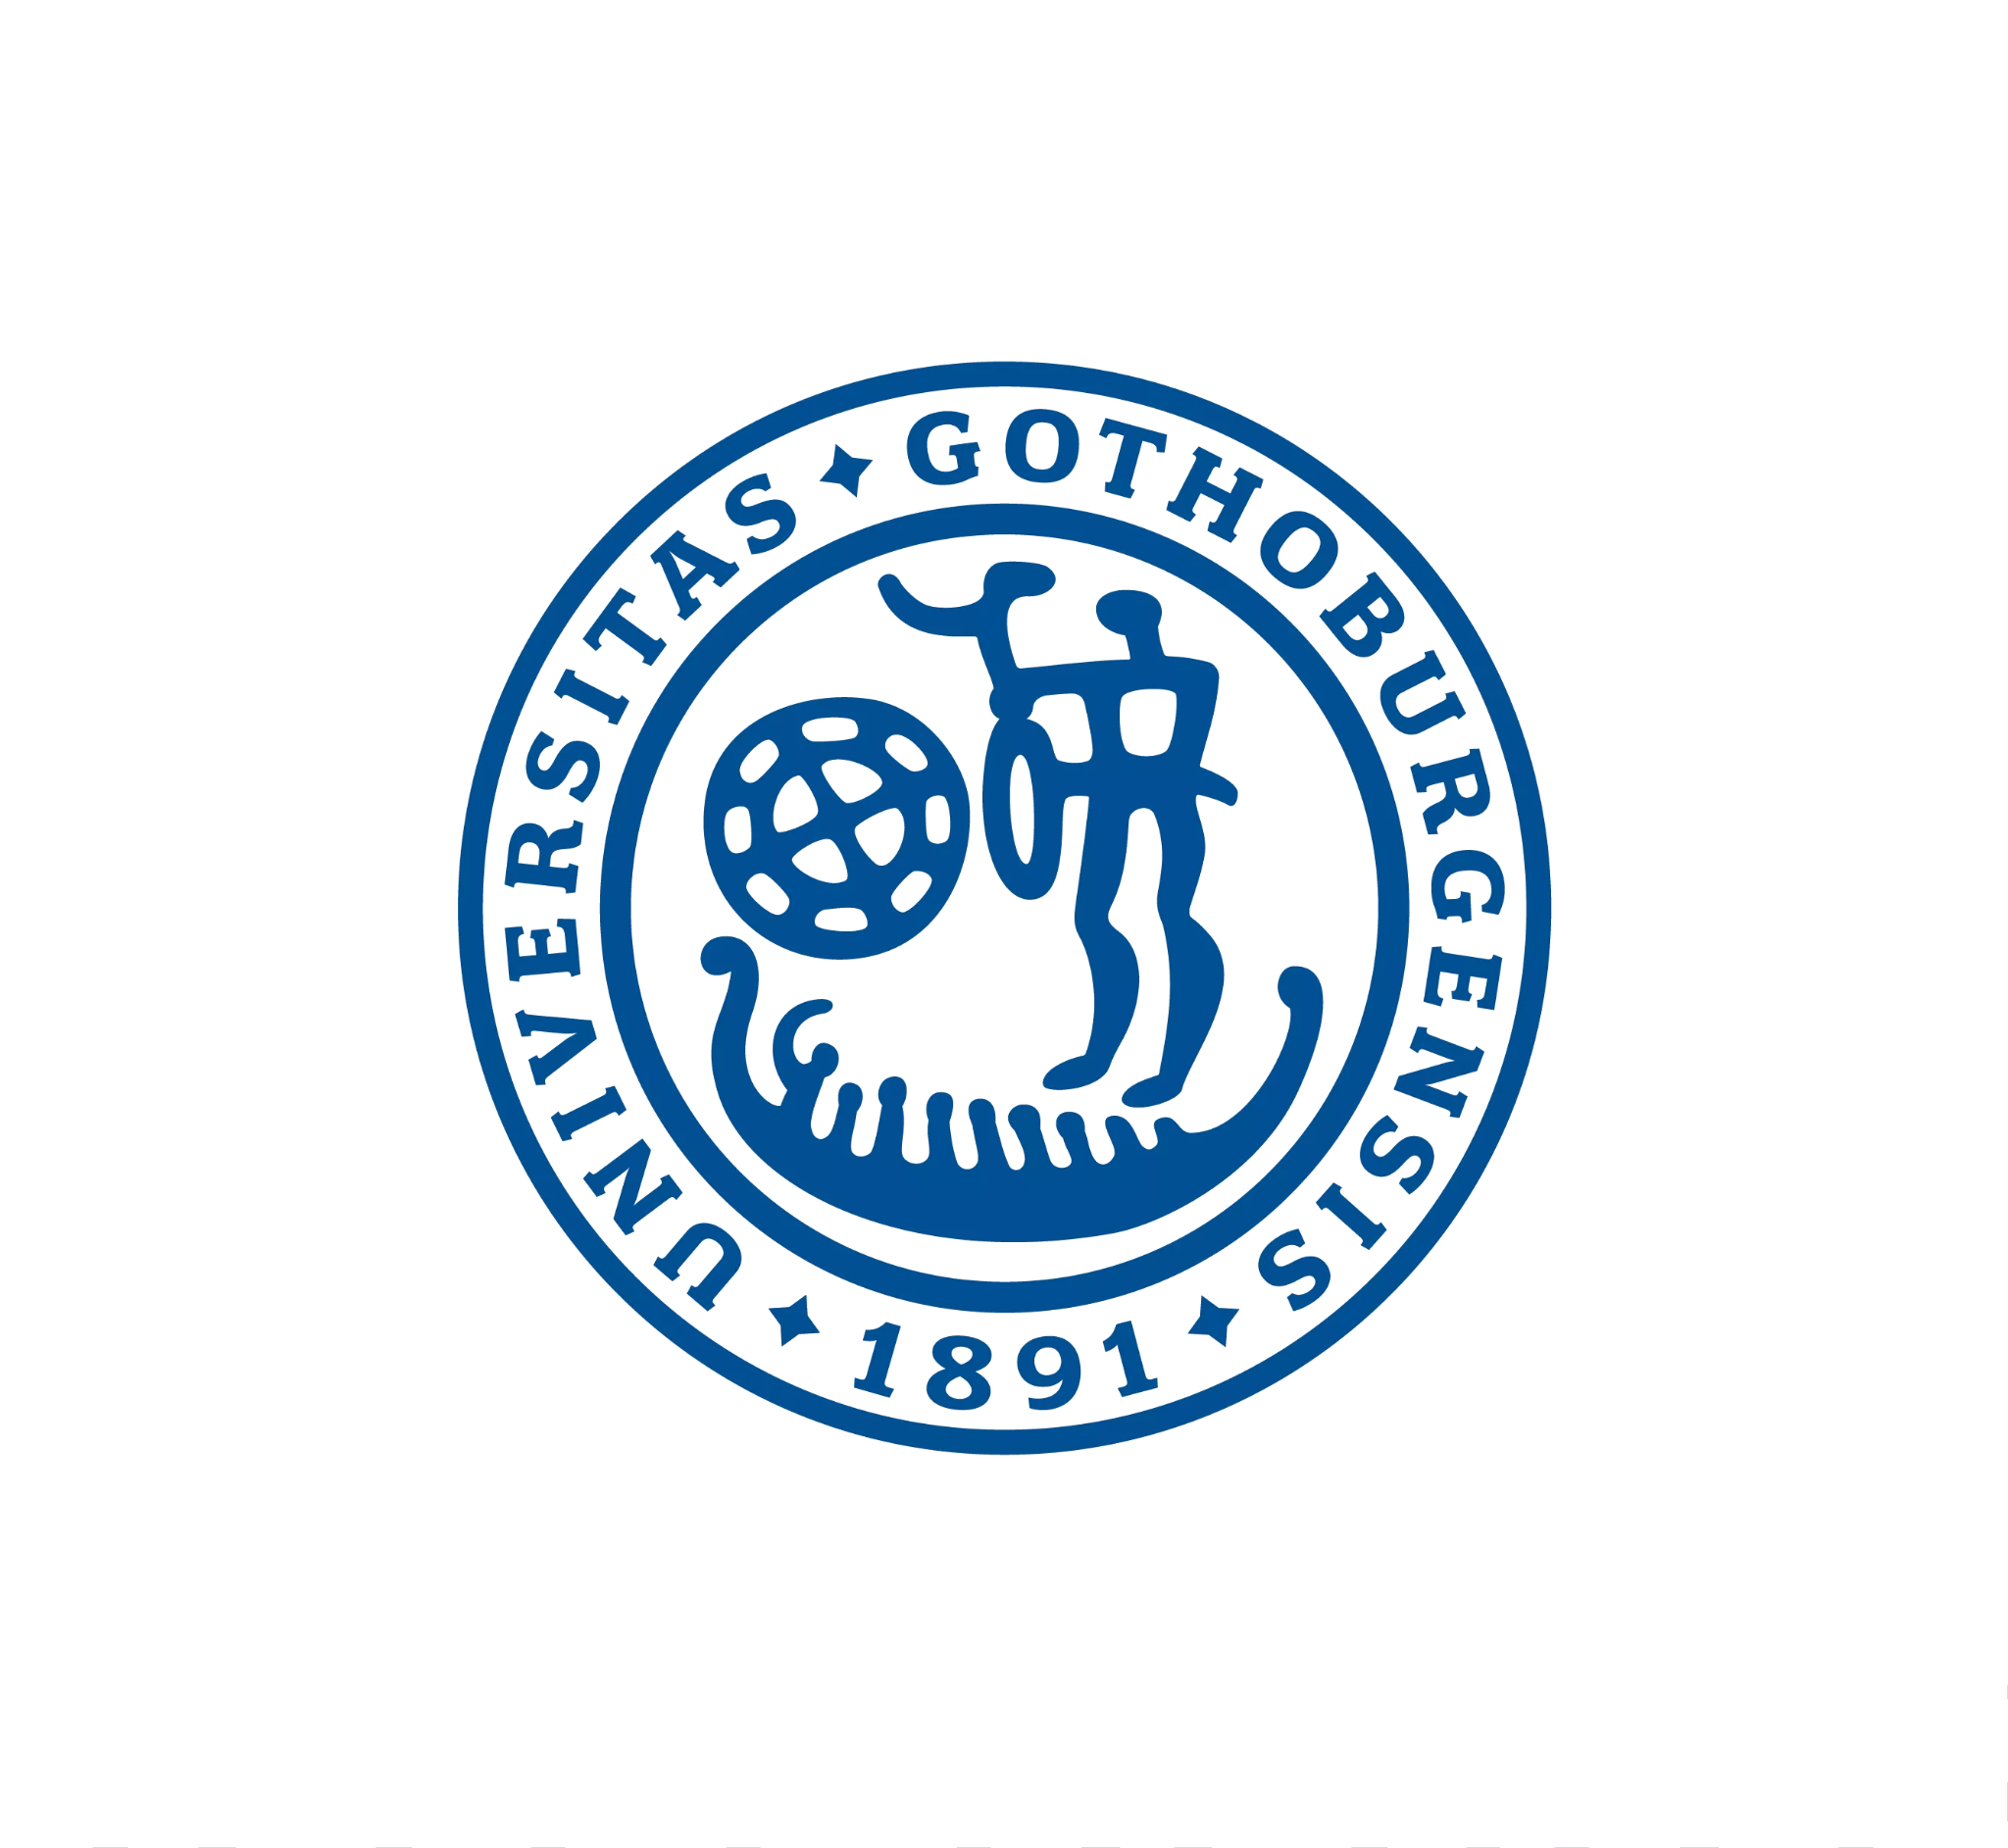 UNIVERSITAS ✦ GOTHOBURGENSIS ✦
1891 ✦